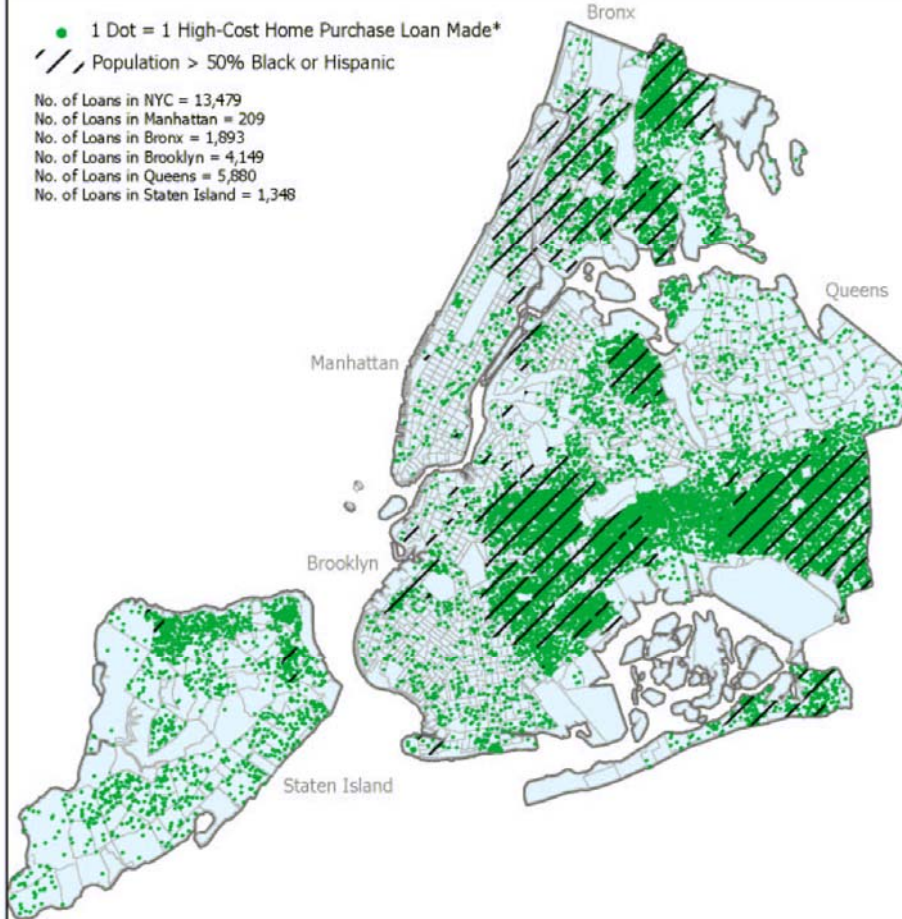 Bronx
1 Dot = 1 High-Cost Home Purchase Loan Made*
Population > 50% Black or Hispanic
No. of Loans in NYC = 13,479
No. of Loans in Manhattan = 209
No. of Loans in Bronx = 1,893
No. of Loans in Brooklyn = 4,149
No. of Loans in Queens = 5,880
No. of Loans in Staten Island = 1,348
Queens
Manhattan
Brooklyn
Staten Island